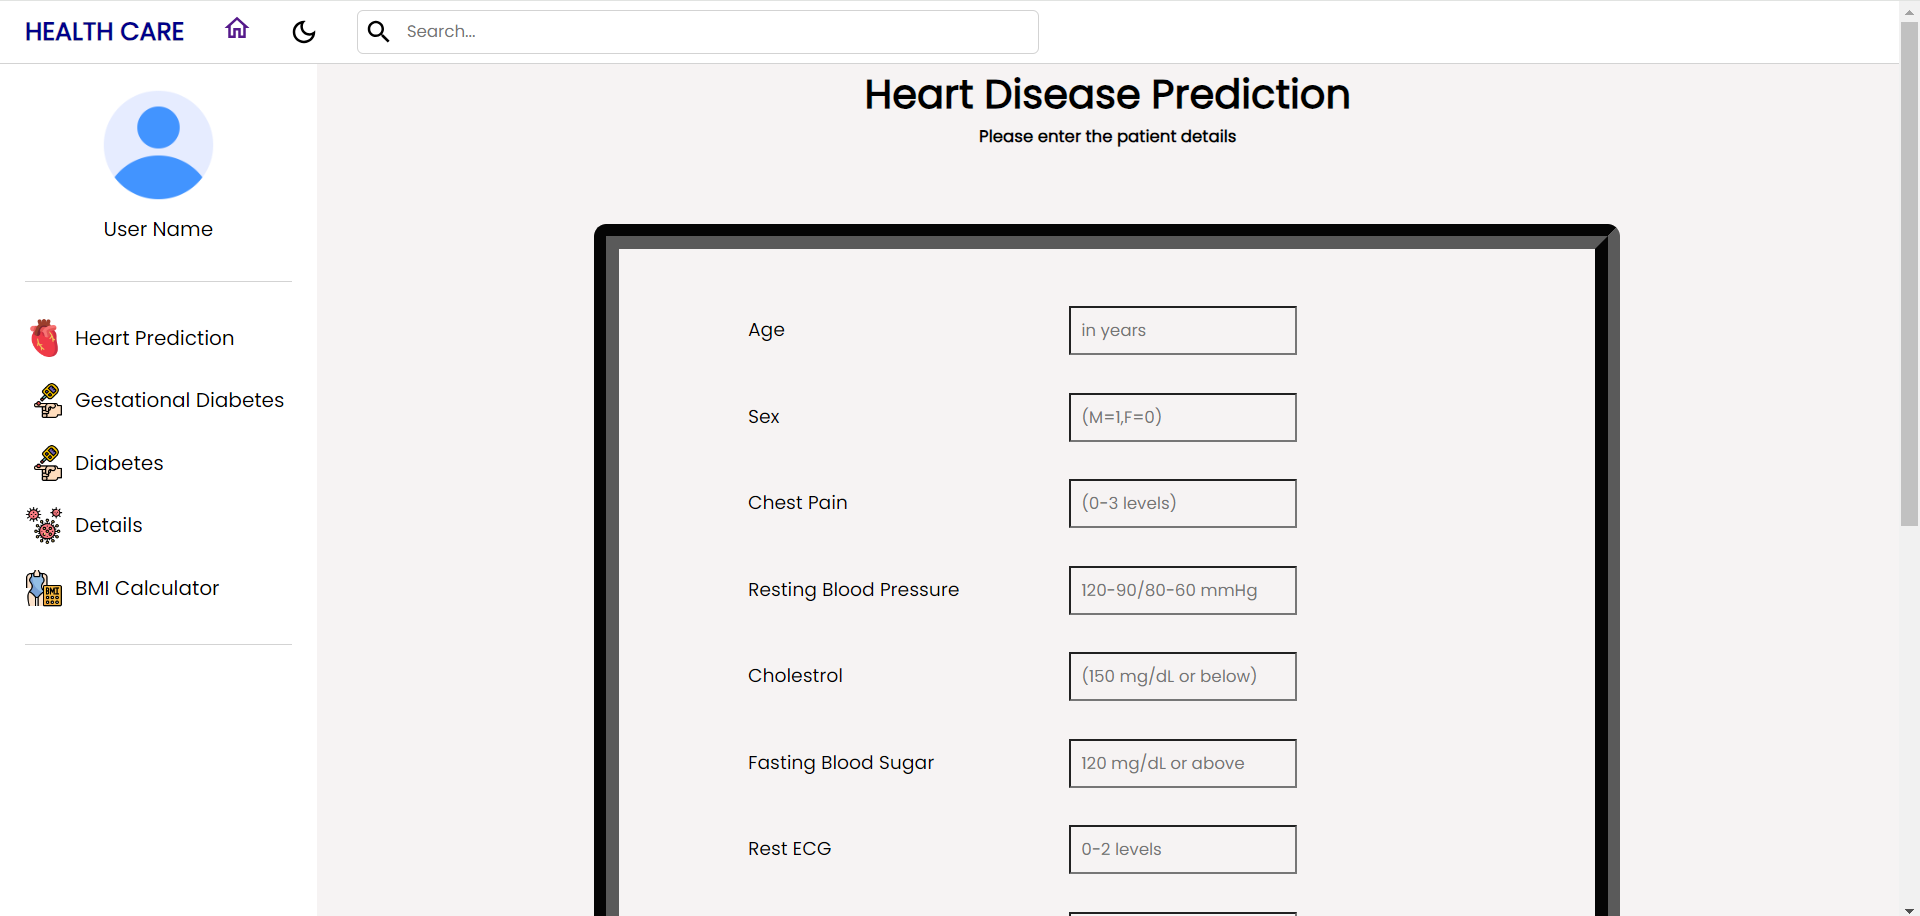 HEALTH CARE
Search...
User Name
Heart Prediction
Gestational Diabetes
Diabetes
Details
BMI Calculator
BMI
Heart Disease Prediction
Please enter the patient details
Age in years
Sex (M=1,F=0)
Chest Pain (0-3 levels)
Resting Blood Pressure 120-90/80-60 mmHg
Cholestrol (150 mg/dL or below)
Fasting Blood Sugar 120 mg/dL or above
Rest ECG 0-2 levels